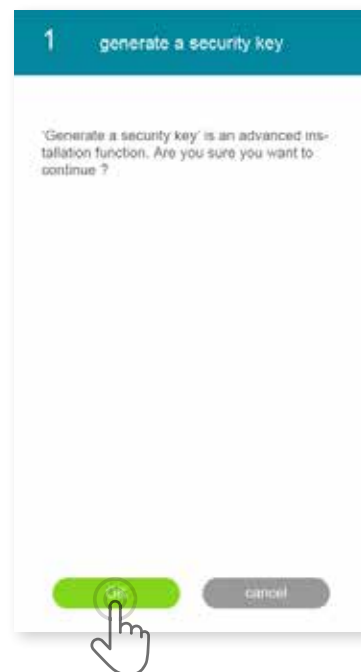 1 generate a security key
'Generate a security key' is an advanced ins-
tallation function. Are you sure you want to
continue ?
cancel